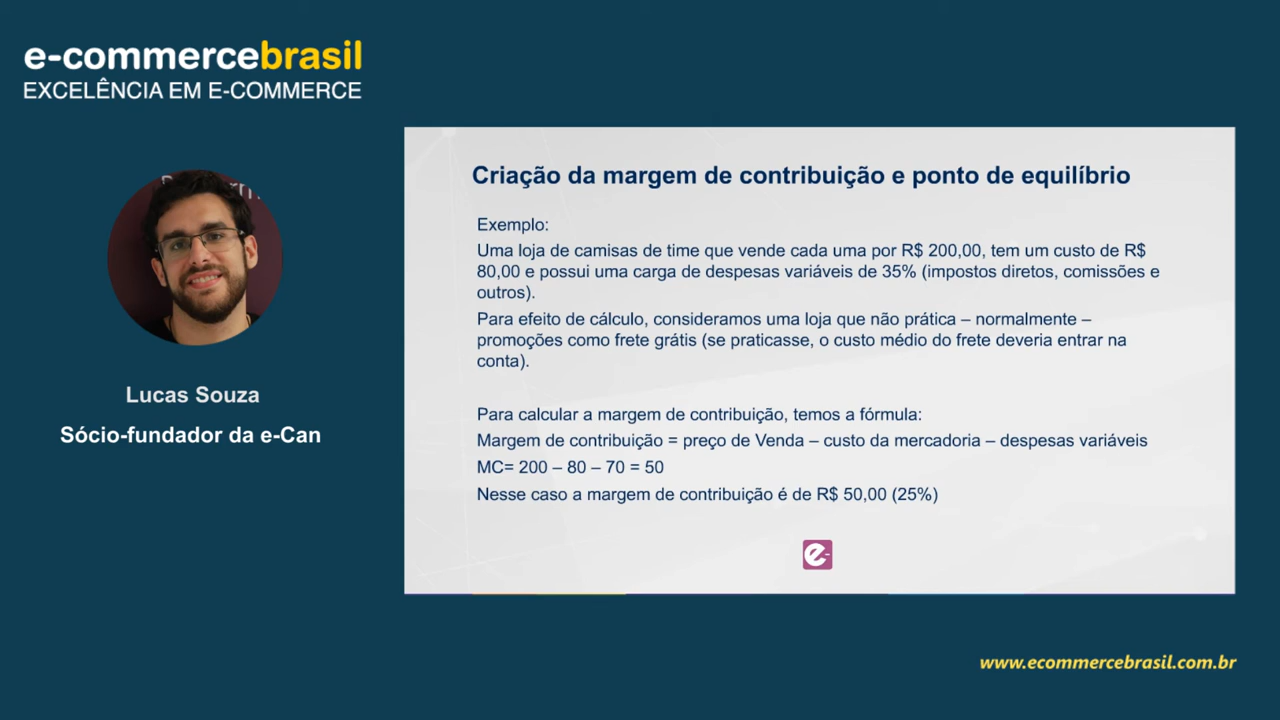 e-commercebrasil
EXCELÊNCIA EM E-COMMERCE
Lucas Souza
Sócio-fundador da e-Can
Criação da margem de contribuição e ponto de equilíbrio
Exemplo:
Uma loja de camisas de time que vende cada uma por R$ 200,00, tem um custo de R$
80,00 e possui uma carga de despesas variáveis de 35% (impostos diretos, comissões e
outros).
Para efeito de cálculo, consideramos uma loja que não prática – normalmente –
promoções como frete grátis (se praticasse, o custo médio do frete deveria entrar na
conta).
Para calcular a margem de contribuição, temos a fórmula:
Margem de contribuição = preço de Venda – custo da mercadoria – despesas variáveis
MC= 200 – 80 – 70 = 50
Nesse caso a margem de contribuição é de R$ 50,00 (25%)
e-
www.ecommercebrasil.com.br